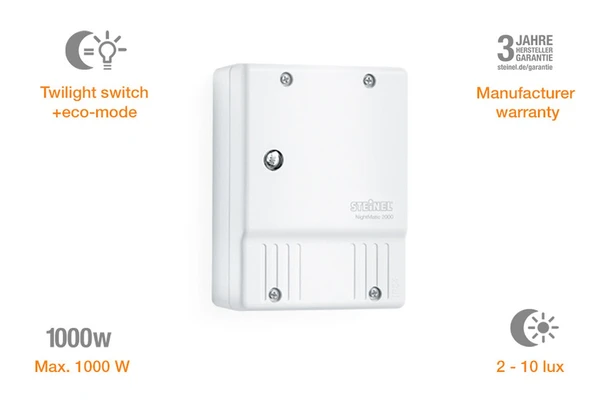 Twilight switch
+eco-mode
3 JAHRE
HERSTELLER
GARANTIE
steinel.de/garantie
Manufacturer
warranty
STEINEL
NightMatic 3000
1000w
Max. 1000 W
2 - 10 lux